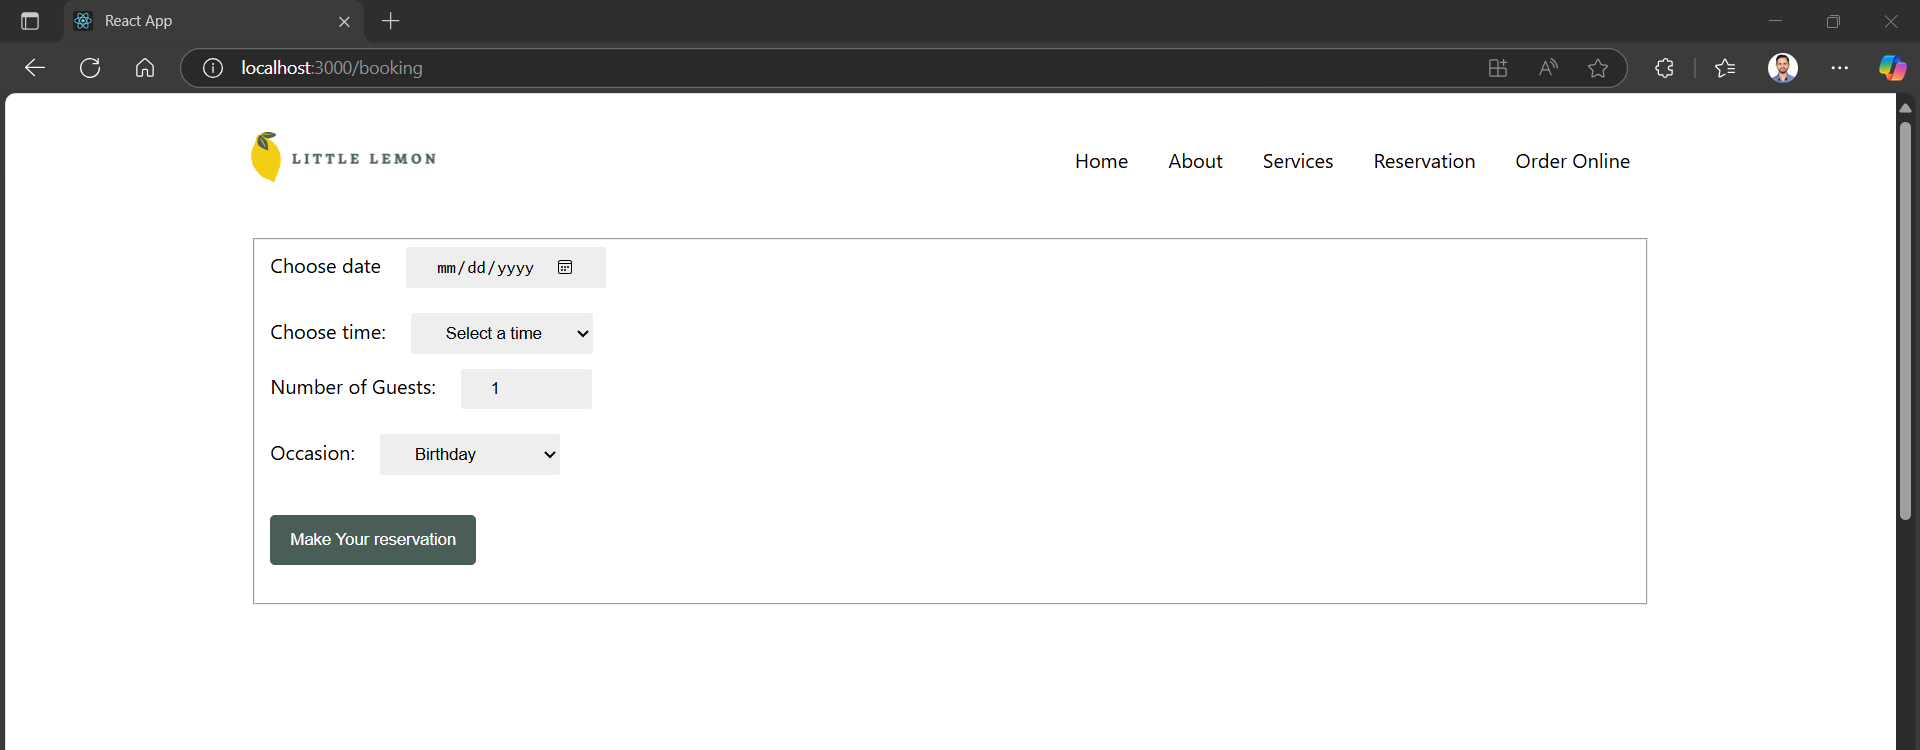 React App
localhost:3000/booking
LITTLE LEMON
Home About Services Reservation Order Online
Choose date mm/dd/yyyy
Choose time: Select a time
Number of Guests: 1
Occasion: Birthday
Make Your reservation